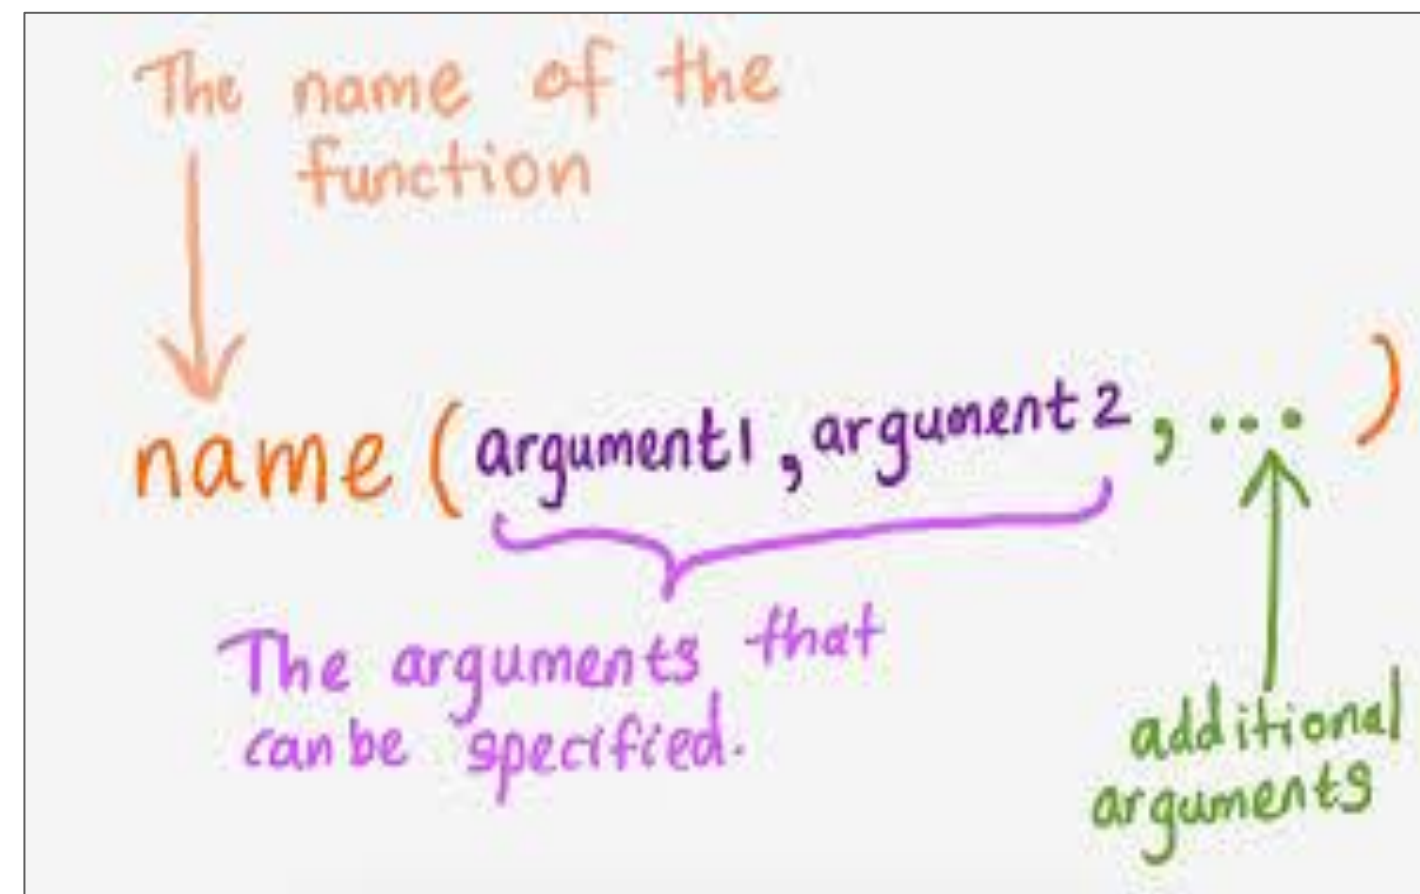 The name of the
function
name (argument1, argument2, ...)
The arguments that
can be specified.
additional
arguments